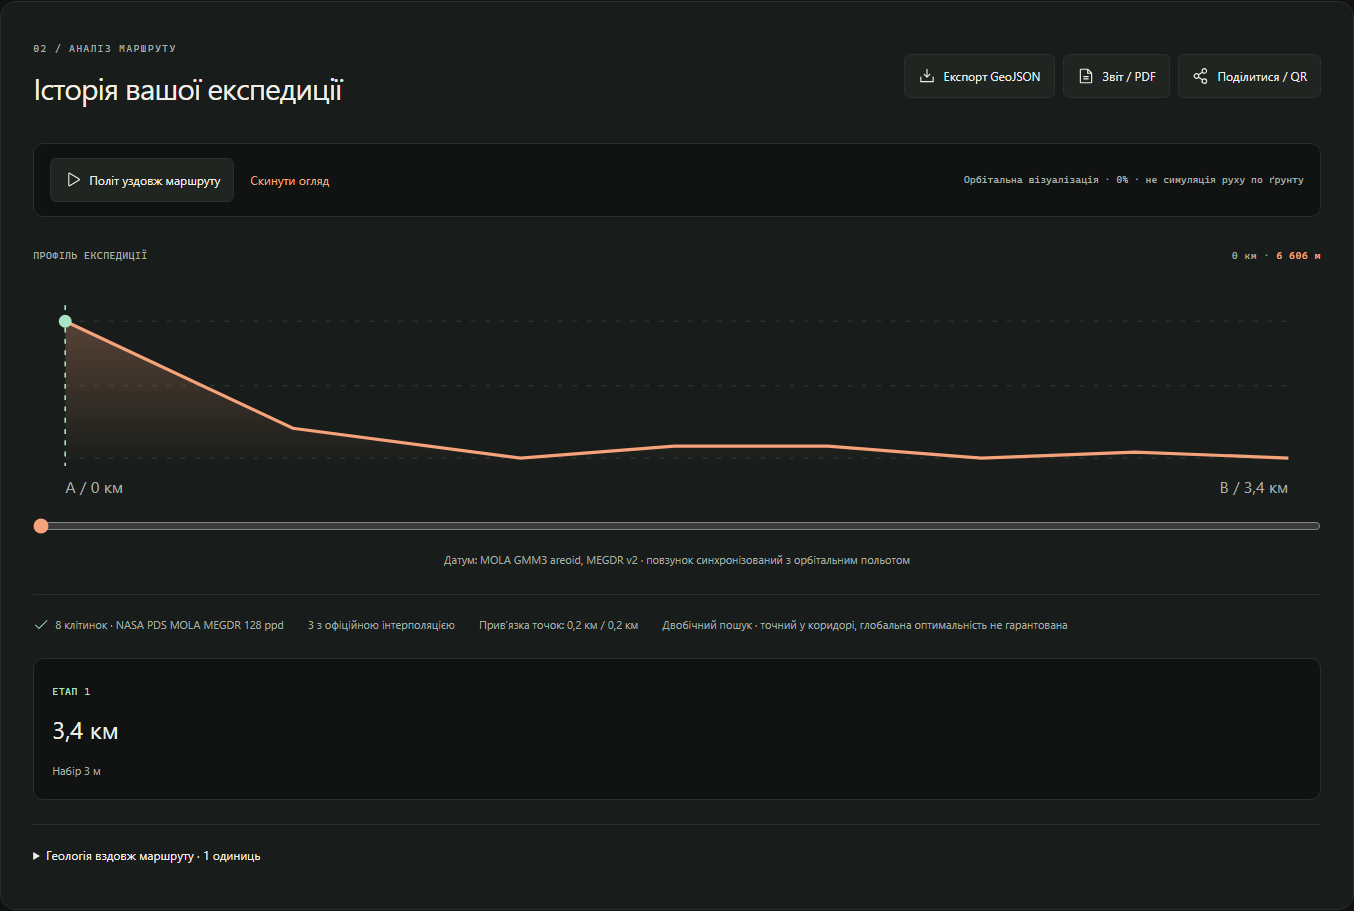 02 / АНАЛІЗ МАРШРУТУ
Історія вашої експедиції
Експорт GeoJSON
Звіт / PDF
Поділитися / QR
Політ уздовж маршруту
Скинути огляд
Орбітальна візуалізація · 0% · не симуляція руху по ґрунту
ПРОФІЛЬ ЕКСПЕДИЦІЇ
0 км · 6 606 м
A / 0 км
B / 3,4 км
Датум: MOLA GMM3 areoid, MEGDR v2 · повзунок синхронізований з орбітальним польотом
8 клітинок · NASA PDS MOLA MEGDR 128 ppd
3 з офіційною інтерполяцією
Прив'язка точок: 0,2 км / 0,2 км
Двобічний пошук · точний у коридорі, глобальна оптимальність не гарантована
ЕТАП 1
3,4 км
Набір 3 м
Геологія вздовж маршруту · 1 одиниць